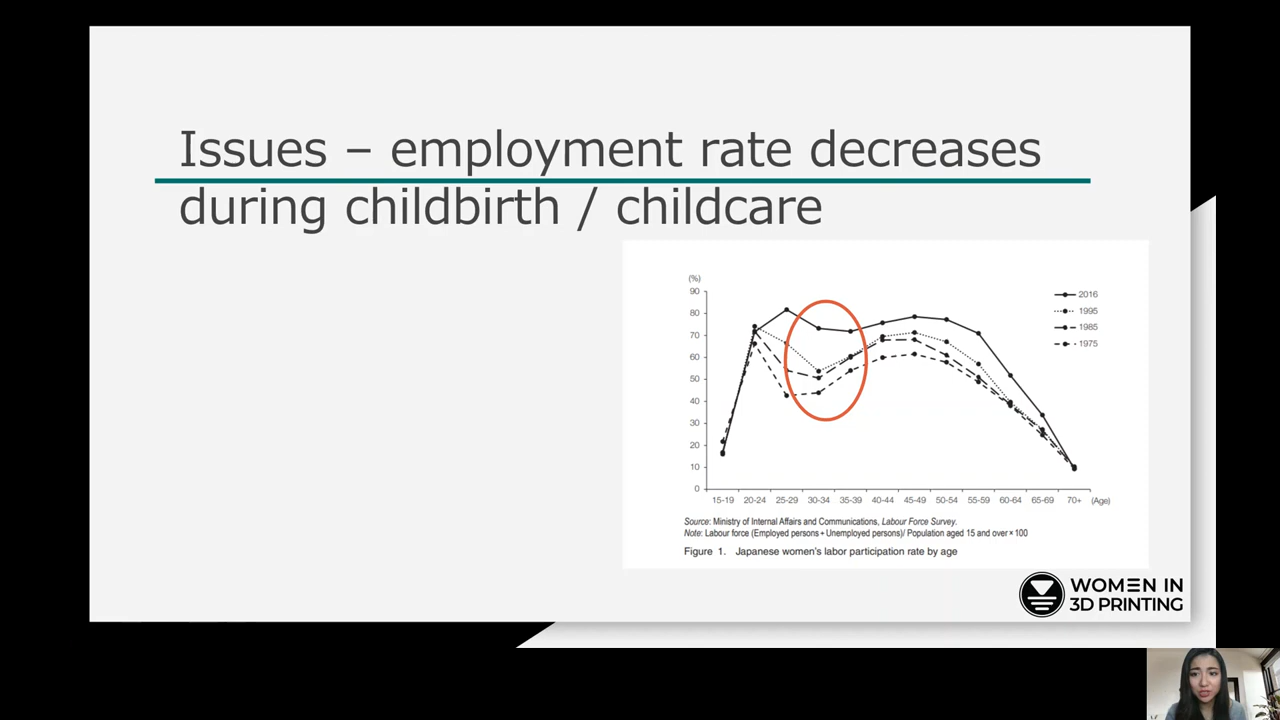 Issues – employment rate decreases
during childbirth / childcare
(%)
90
80
70
60
50
40
30
20
10
0
15-19 20-24 25-29 30-34 35-39 40-44 45-49 50-54 55-59 60-64 65-69 70+ (Age)
2016
1995
1985
1975
Source: Ministry of Internal Affairs and Communications, Labour Force Survey.
Note: Labour force (Employed persons + Unemployed persons)/ Population aged 15 and over × 100
Figure 1. Japanese women's labor participation rate by age
WOMEN IN
3D PRINTING